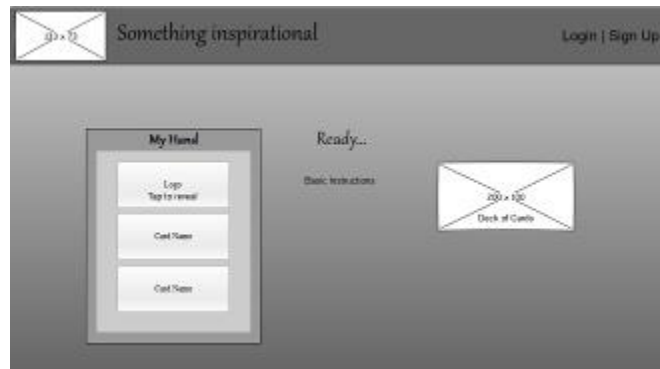 Something inspirational
Login | Sign Up
My Hand
Logo
Tap to reveal
Card Name
Card Name
Ready...
Basic Instructions
200 x 100
Deck of Cards